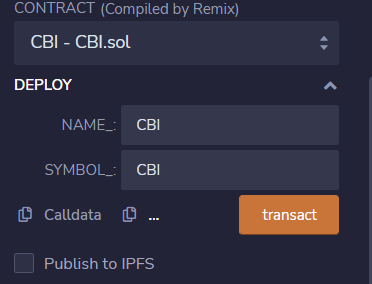 CONTRACT (Compiled by Remix)
CBI - CBI.sol
DEPLOY
NAME_: CBI
SYMBOL_: CBI
Calldata ... transact
Publish to IPFS